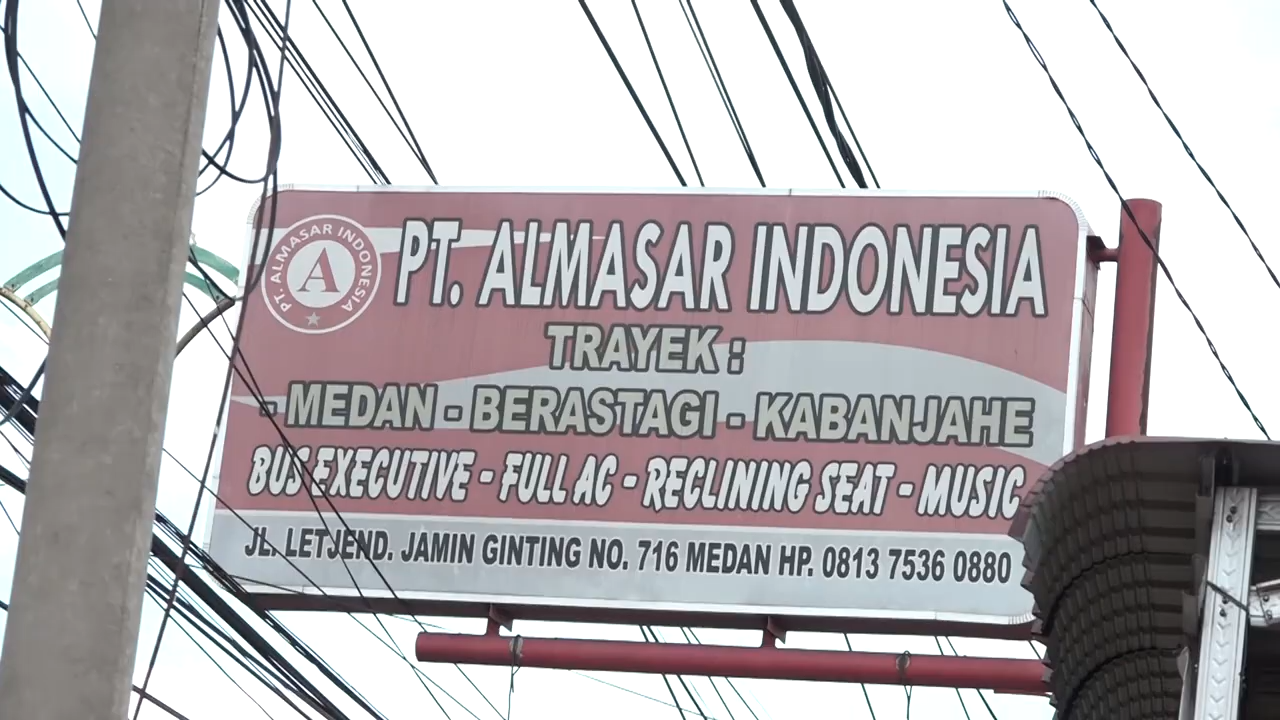 PT. ALMASAR INDONESIA
A
PT. ALMASAR INDONESIA
TRAYEK :
- MEDAN - BERASTAGI - KABANJAHE
BUS EXECUTIVE - FULL AC - RECLINING SEAT - MUSIC
JL. LETJEND. JAMIN GINTING NO. 716 MEDAN HP. 0813 7536 0880